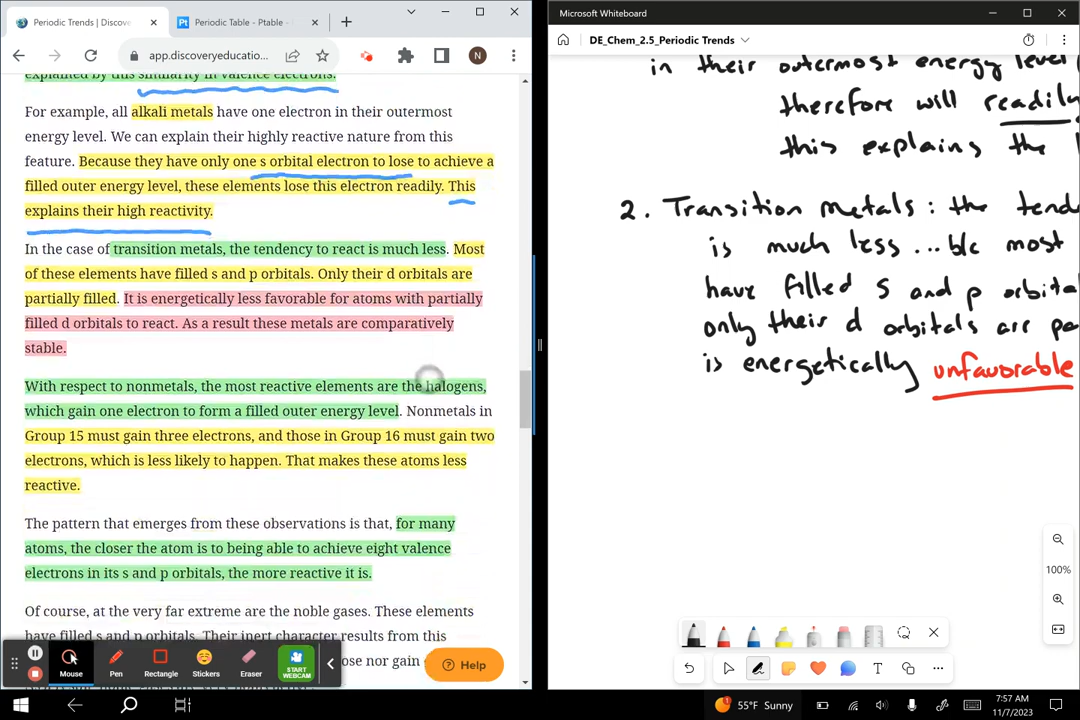 Periodic Trends | Discov
Periodic Table - Ptable -
app.discoveryeducatio...
N
explained by this similarity in valence electrons.
For example, all alkali metals have one electron in their outermost
energy level. We can explain their highly reactive nature from this
feature. Because they have only one s orbital electron to lose to achieve a
filled outer energy level, these elements lose this electron readily. This
explains their high reactivity.
In the case of transition metals, the tendency to react is much less. Most
of these elements have filled s and p orbitals. Only their d orbitals are
partially filled. It is energetically less favorable for atoms with partially
filled d orbitals to react. As a result these metals are comparatively
stable.
With respect to nonmetals, the most reactive elements are the halogens,
which gain one electron to form a filled outer energy level. Nonmetals in
Group 15 must gain three electrons, and those in Group 16 must gain two
electrons, which is less likely to happen. That makes these atoms less
reactive.
The pattern that emerges from these observations is that, for many
atoms, the closer the atom is to being able to achieve eight valence
electrons in its s and p orbitals, the more reactive it is.
Of course, at the very far extreme are the noble gases. These elements
have filled s and p orbitals. Their inert character results from this
ose nor gain
Mouse
Pen
Rectangle
Stickers
Eraser
START
WEBCAM
Help
Microsoft Whiteboard
DE_Chem_2.5_Periodic Trends
in their outermost energy level
therefore will readily
this explains the
2. Transition metals: the tend
is much less ... b/c most
have filled s and p orbita
only their d orbitals are pa
is energetically unfavorable
100%
T
Pt
55°F Sunny
7:57 AM
11/7/2023